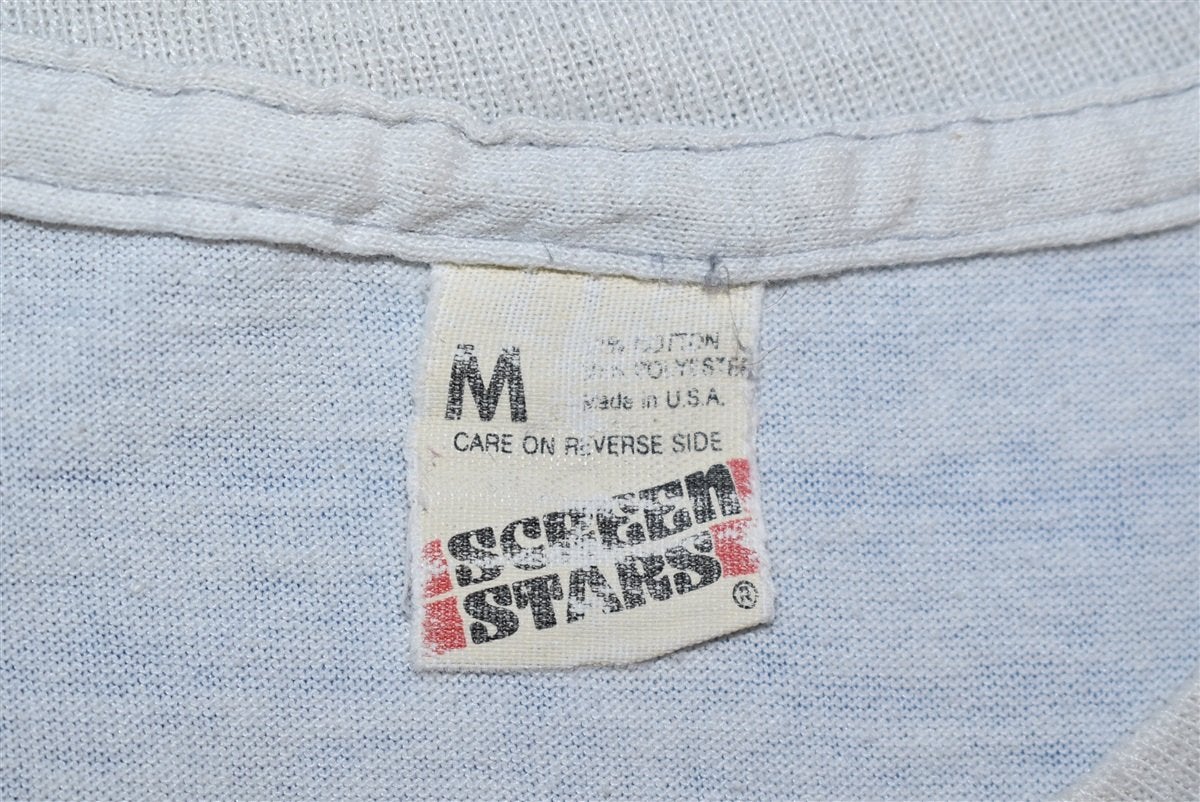 M
% COTTON
% POLYESTER
Made in U.S.A.
CARE ON REVERSE SIDE
SCREEN
STARS
®